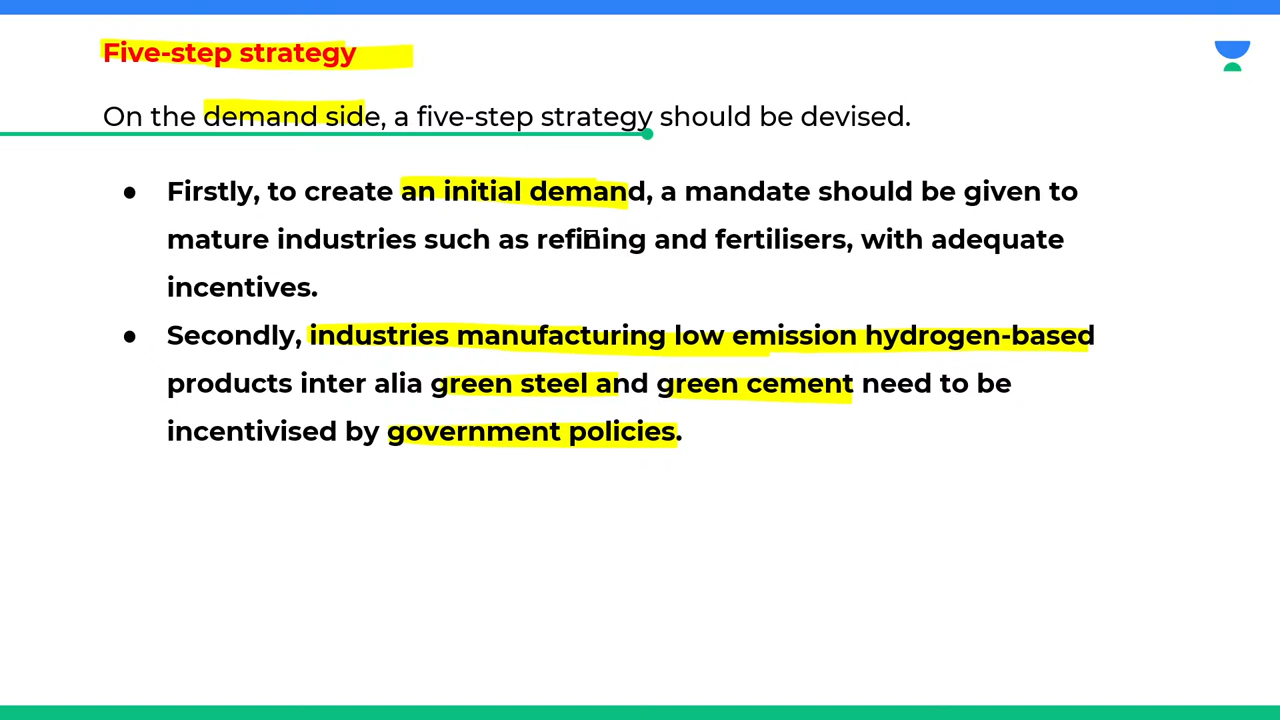 Five-step strategy
On the demand side, a five-step strategy should be devised.
● Firstly, to create an initial demand, a mandate should be given to
mature industries such as refining and fertilisers, with adequate
incentives.
● Secondly, industries manufacturing low emission hydrogen-based
products inter alia green steel and green cement need to be
incentivised by government policies.